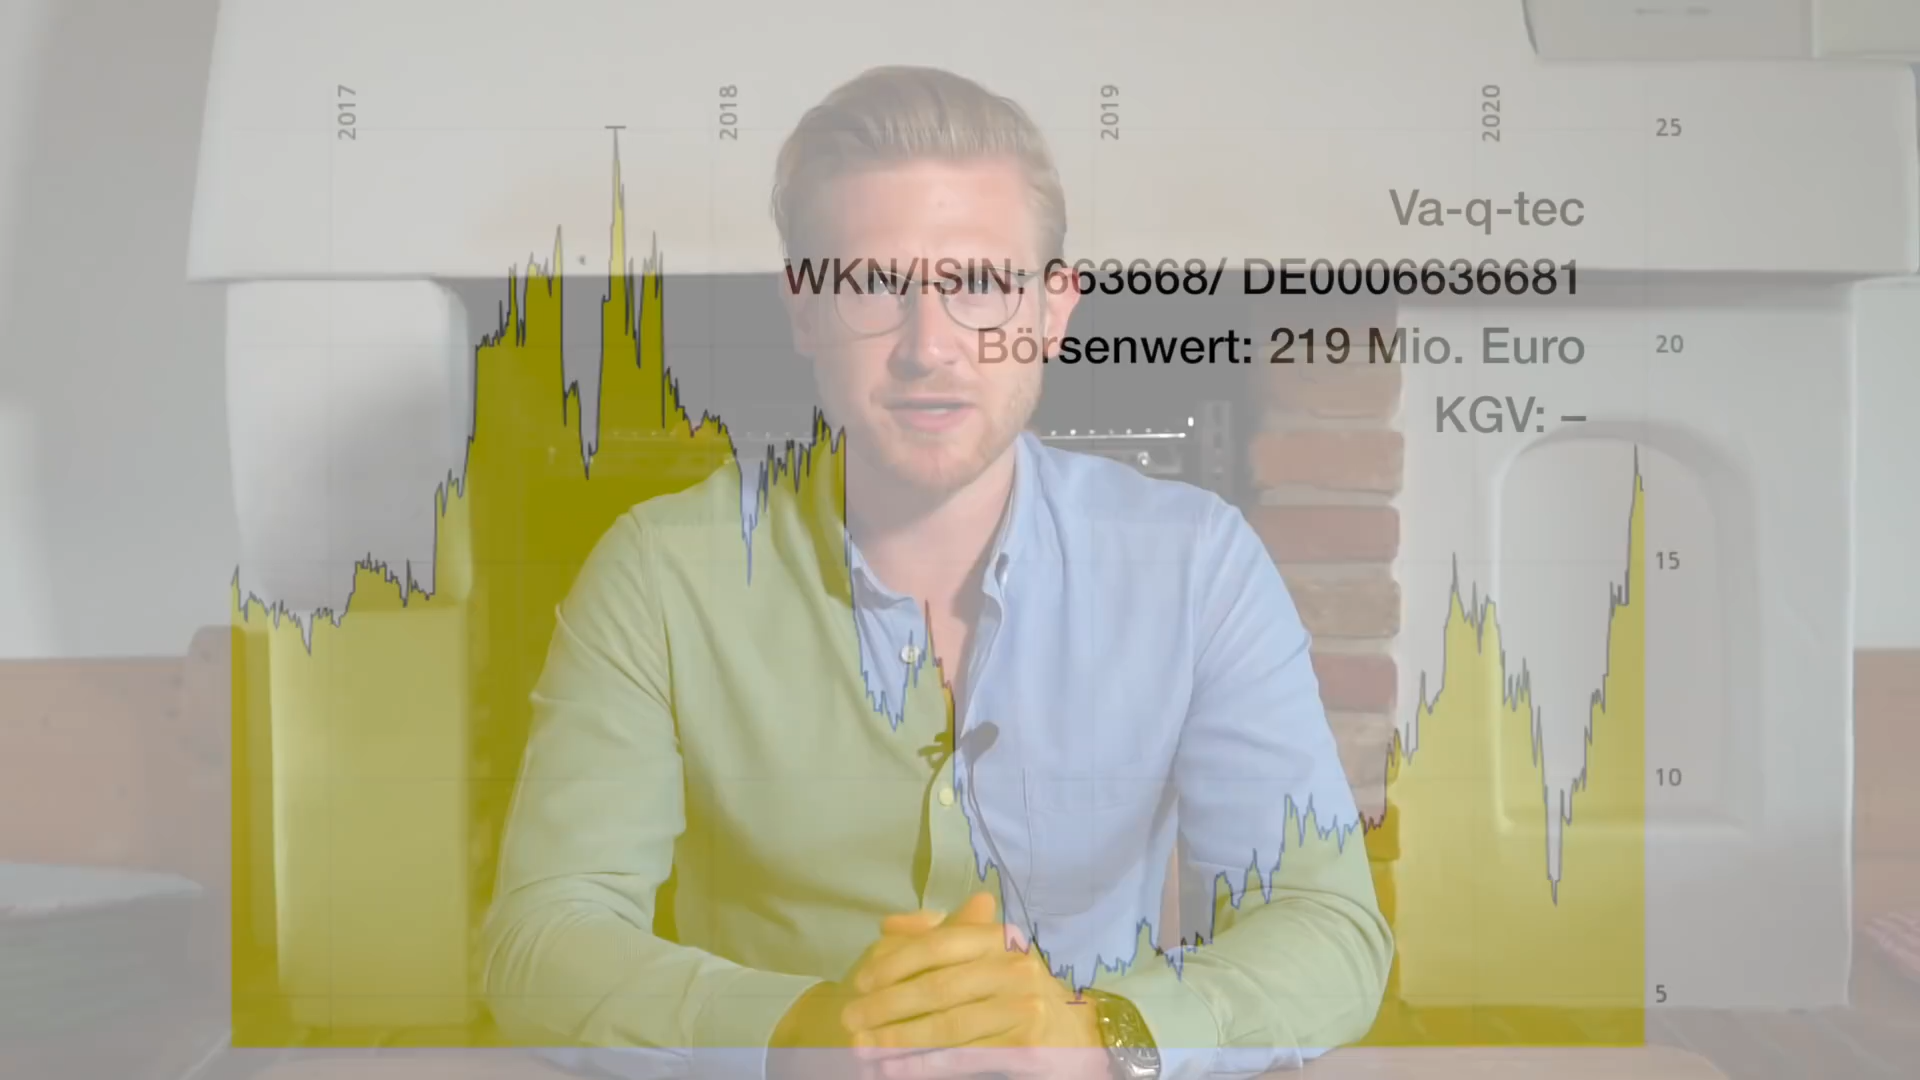 2017
2018
2019
2020
25
Va-q-tec
WKN/ISIN: 663668/ DE0006636681
Börsenwert: 219 Mio. Euro
20
KGV: –
15
10
5